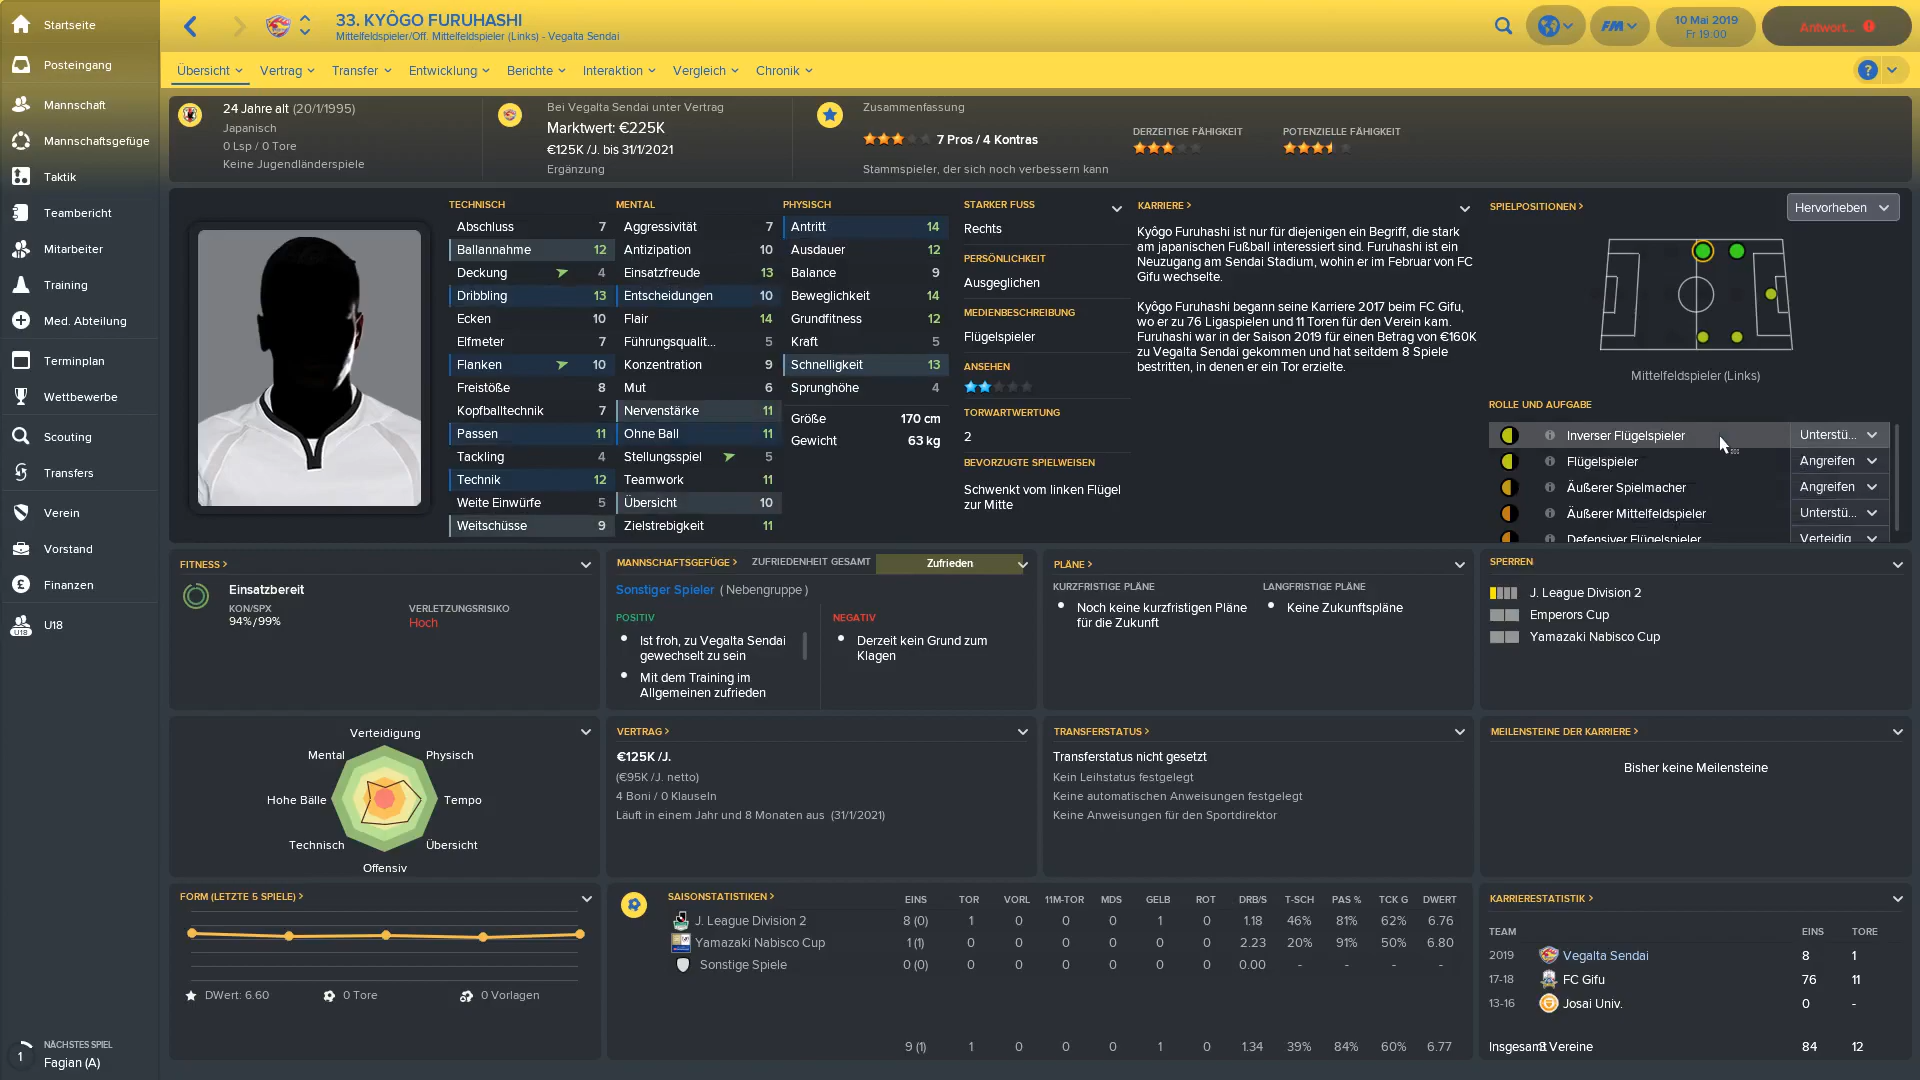 Startseite
Posteingang
Mannschaft
Mannschaftsgefüge
Taktik
Teambericht
Mitarbeiter
Training
Med. Abteilung
Terminplan
Wettbewerbe
Scouting
Transfers
Verein
Vorstand
Finanzen
U18
U18
1
NÄCHSTES SPIEL
Fagian (A)
33. KYÔGO FURUHASHI
Mittelfeldspieler/Off. Mittelfeldspieler (Links) - Vegalta Sendai
FM
10 Mai 2019
Fr 19:00
Antwort...
Übersicht Vertrag Transfer Entwicklung Berichte Interaktion Vergleich Chronik
?
24 Jahre alt (20/1/1995)
Japanisch
0 Lsp / 0 Tore
Keine Jugendländerspiele
Bei Vegalta Sendai unter Vertrag
Marktwert: €225K
€125K /J. bis 31/1/2021
Ergänzung
Zusammenfassung
7 Pros / 4 Kontras
Stammspieler, der sich noch verbessern kann
DERZEITIGE FÄHIGKEIT
POTENZIELLE FÄHIGKEIT
TECHNISCH
Abschluss 7
Ballannahme 12
Deckung 4
Dribbling 13
Ecken 10
Elfmeter 7
Flanken 10
Freistöße 8
Kopfballtechnik 7
Passen 11
Tackling 4
Technik 12
Weite Einwürfe 5
Weitschüsse 9
MENTAL
Aggressivität 7
Antizipation 10
Einsatzfreude 13
Entscheidungen 10
Flair 14
Führungsqualit... 5
Konzentration 9
Mut 6
Nervenstärke 11
Ohne Ball 11
Stellungsspiel 5
Teamwork 11
Übersicht 10
Zielstrebigkeit 11
PHYSISCH
Antritt 14
Ausdauer 12
Balance 9
Beweglichkeit 14
Grundfitness 12
Kraft 5
Schnelligkeit 13
Sprunghöhe 4
Größe 170 cm
Gewicht 63 kg
STARKER FUSS
Rechts
PERSÖNLICHKEIT
Ausgeglichen
MEDIENBESCHREIBUNG
Flügelspieler
ANSEHEN
TORWARTWERTUNG
2
BEVORZUGTE SPIELWEISEN
Schwenkt vom linken Flügel
zur Mitte
KARRIERE >
Kyôgo Furuhashi ist nur für diejenigen ein Begriff, die stark
am japanischen Fußball interessiert sind. Furuhashi ist ein
Neuzugang am Sendai Stadium, wohin er im Februar von FC
Gifu wechselte.
Kyôgo Furuhashi begann seine Karriere 2017 beim FC Gifu,
wo er zu 76 Ligaspielen und 11 Toren für den Verein kam.
Furuhashi war in der Saison 2019 für einen Betrag von €160K
zu Vegalta Sendai gekommen und hat seitdem 8 Spiele
bestritten, in denen er ein Tor erzielte.
SPIELPOSITIONEN >
Hervorheben
Mittelfeldspieler (Links)
ROLLE UND AUFGABE
Inverser Flügelspieler Unterstü...
Flügelspieler Angreifen
Äußerer Spielmacher Angreifen
Äußerer Mittelfeldspieler Unterstü...
Defensiver Flügelspieler Verteidig...
FITNESS >
Einsatzbereit
KON/SPX
94%/99%
VERLETZUNGSRISIKO
Hoch
MANNSCHAFTSGEFÜGE > ZUFRIEDENHEIT GESAMT Zufrieden
Sonstiger Spieler ( Nebengruppe )
POSITIV
Ist froh, zu Vegalta Sendai
gewechselt zu sein
Mit dem Training im
Allgemeinen zufrieden
NEGATIV
Derzeit kein Grund zum
Klagen
PLÄNE >
KURZFRISTIGE PLÄNE
Noch keine kurzfristigen Pläne
für die Zukunft
LANGFRISTIGE PLÄNE
Keine Zukunftspläne
SPERREN
J. League Division 2
Emperors Cup
Yamazaki Nabisco Cup
Verteidigung
Mental Physisch
Hohe Bälle Tempo
Technisch Übersicht
Offensiv
VERTRAG >
€125K /J.
(€95K /J. netto)
4 Boni / 0 Klauseln
Läuft in einem Jahr und 8 Monaten aus (31/1/2021)
TRANSFERSTATUS >
Transferstatus nicht gesetzt
Kein Leihstatus festgelegt
Keine automatischen Anweisungen festgelegt
Keine Anweisungen für den Sportdirektor
MEILENSTEINE DER KARRIERE >
Bisher keine Meilensteine
FORM (LETZTE 5 SPIELE) >
DWert: 6.60 0 Tore 0 Vorlagen
SAISONSTATISTIKEN > EINS TOR VORL 11M-TOR MDS GELB ROT DRB/S T-SCH PAS % TCK G DWERT
J. League Division 2 8 (0) 1 0 0 0 1 0 1.18 46% 81% 62% 6.76
Yamazaki Nabisco Cup 1 (1) 0 0 0 0 0 0 2.23 20% 91% 50% 6.80
Sonstige Spiele 0 (0) 0 0 0 0 0 0 0.00 - - - -
9 (1) 1 0 0 0 1 0 1.34 39% 84% 60% 6.77
KARRIERESTATISTIK >
TEAM EINS TORE
2019 Vegalta Sendai 8 1
17-18 FC Gifu 76 11
13-16 Josai Univ. 0 -
Insgesamt 3 Vereine 84 12